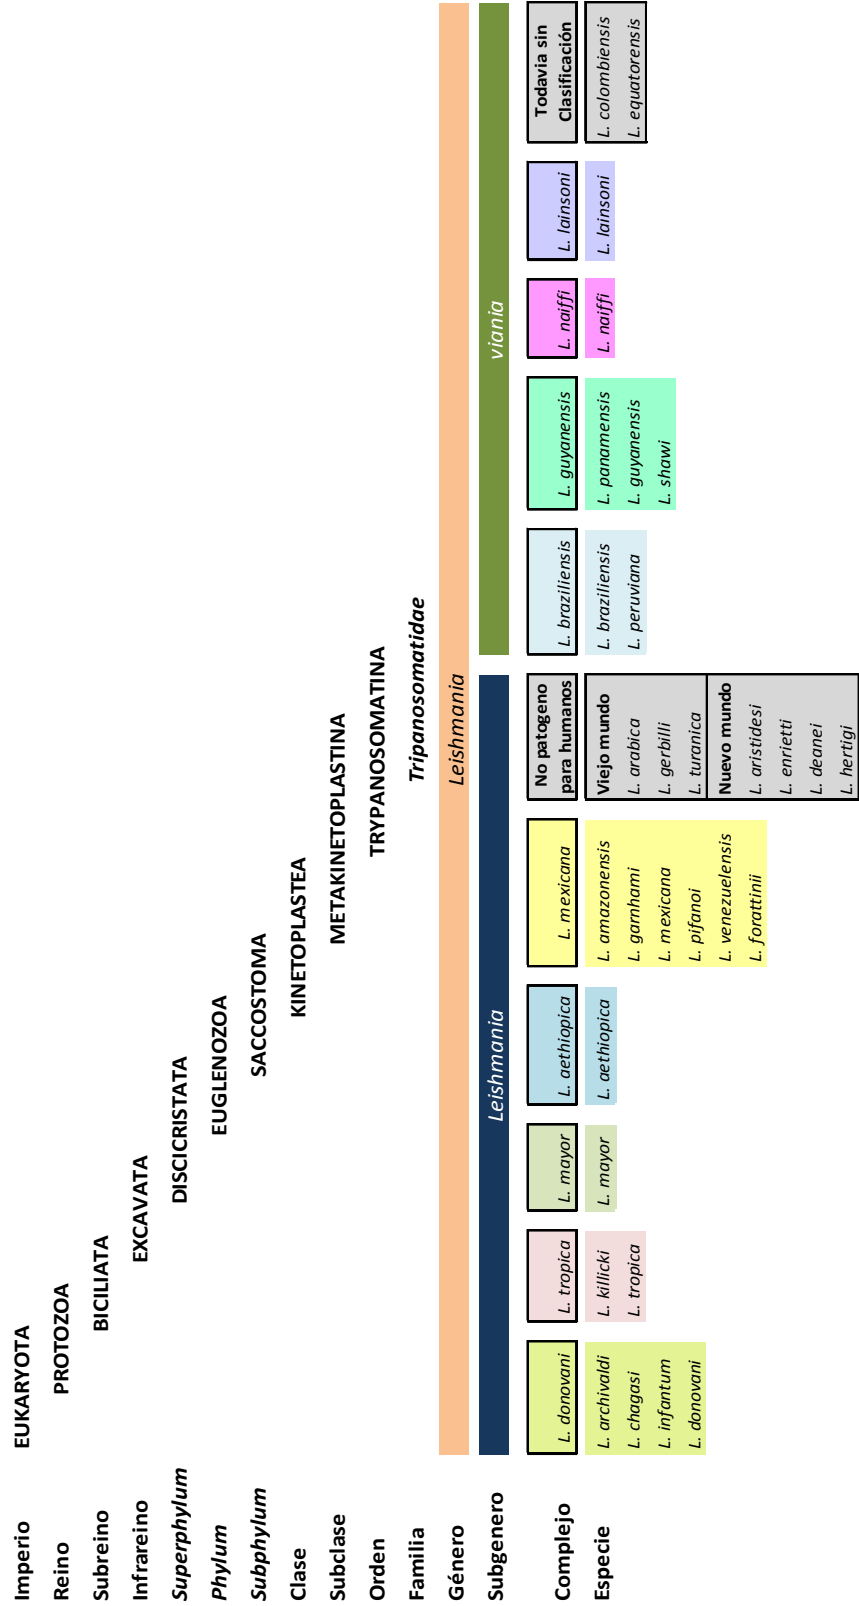 Imperio EUKARYOTA
Reino PROTOZOA
Subreino BICILIATA
Infrareino EXCAVATA
Superphylum DISCICRISTATA
Phylum EUGLENOZOA
Subphylum SACCOSTOMA
Clase KINETOPLASTEA
Subclase METAKINETOPLASTINA
Orden TRYPANOSOMATINA
Familia Tripanosomatidae
Género Leishmania
Subgenero Leishmania viania
Complejo
L. donovani
L. tropica
L. mayor
L. aethiopica
L. mexicana
No patogeno
para humanos
L. braziliensis
L. guyanensis
L. naiffi
L. lainsoni
Todavia sin
Clasificación
Especie
L. archivaldi
L. chagasi
L. infantum
L. donovani
L. killicki
L. tropica
L. mayor
L. aethiopica
L. amazonensis
L. garnhami
L. mexicana
L. pifanoi
L. venezuelensis
L. forattinii
Viejo mundo
L. arabica
L. gerbilli
L. turanica
Nuevo mundo
L. aristidesi
L. enrietti
L. deanei
L. hertigi
L. braziliensis
L. peruviana
L. panamensis
L. guyanensis
L. shawi
L. naiffi
L. lainsoni
L. colombiensis
L. equatorensis